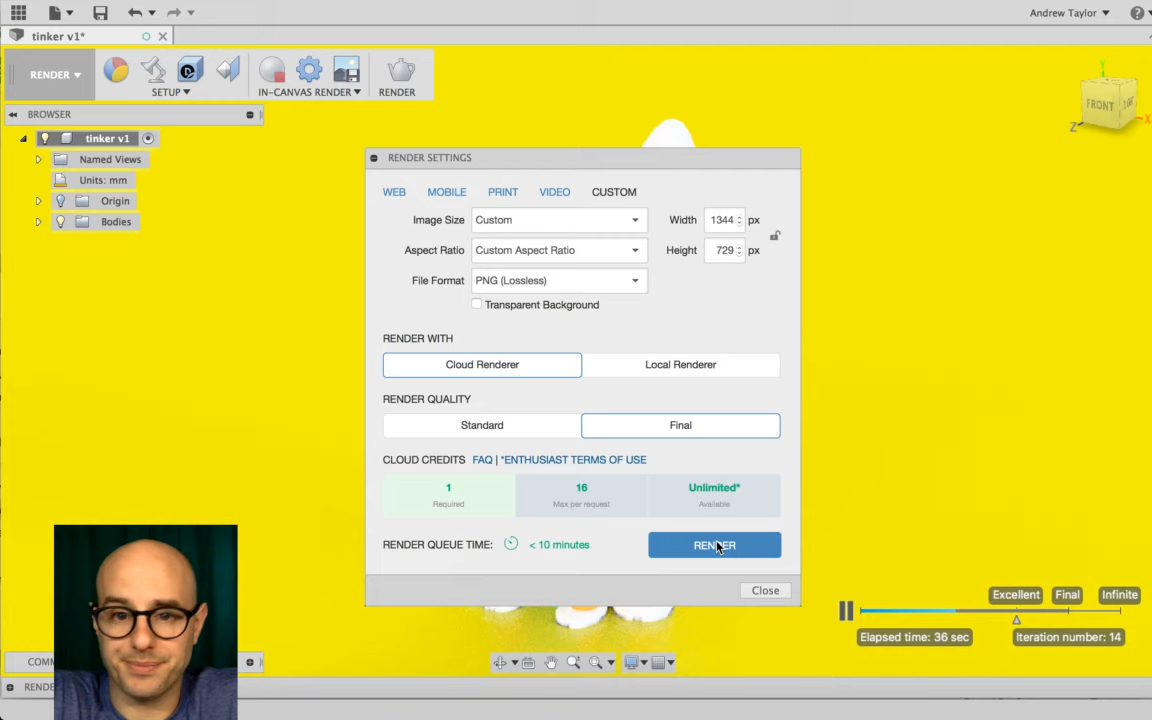 Andrew Taylor
?
tinker v1*
RENDER
SETUP
IN-CANVAS RENDER
RENDER
BROWSER
tinker v1
Named Views
Units: mm
Origin
Bodies
Y
FRONT
Z
X
RENDER SETTINGS
WEB MOBILE PRINT VIDEO CUSTOM
Image Size Custom Width 1344 px
Aspect Ratio Custom Aspect Ratio Height 729 px
File Format PNG (Lossless)
Transparent Background
RENDER WITH
Cloud Renderer Local Renderer
RENDER QUALITY
Standard Final
CLOUD CREDITS FAQ | *ENTHUSIAST TERMS OF USE
1 16 Unlimited*
Required Max per request Available
RENDER QUEUE TIME: < 10 minutes RENDER
Close
Excellent Final Infinite
Elapsed time: 36 sec Iteration number: 14
COMM
RENDE